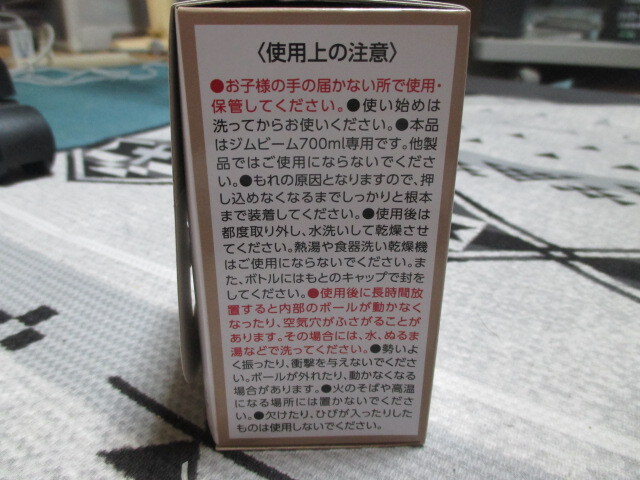 〈使用上の注意〉
●お子様の手の届かない所で使用・
保管してください。●使い始めは
洗ってからお使いください。●本品
はジムビーム700ml専用です。他製
品ではご使用にならないでくださ
い。●もれの原因となりますので、押
し込めなくなるまでしっかりと根本
まで装着してください。●使用後は
都度取り外し、水洗いして乾燥させ
てください。熱湯や食器洗い乾燥機
はご使用にならないでください。ま
た、ボトルにはもとのキャップで封を
してください。●使用後に長時間放
置すると内部のボールが動かなく
なったり、空気穴がふさがることが
あります。その場合には、水、ぬるま
湯などで洗ってください。●勢いよ
く振ったり、衝撃を与えないでくださ
い。ボールが外れたり、動かなくなる
場合があります。●火のそばや高温
になる場所には置かないでくださ
い。●欠けたり、ひびが入ったりした
ものは使用しないでください。